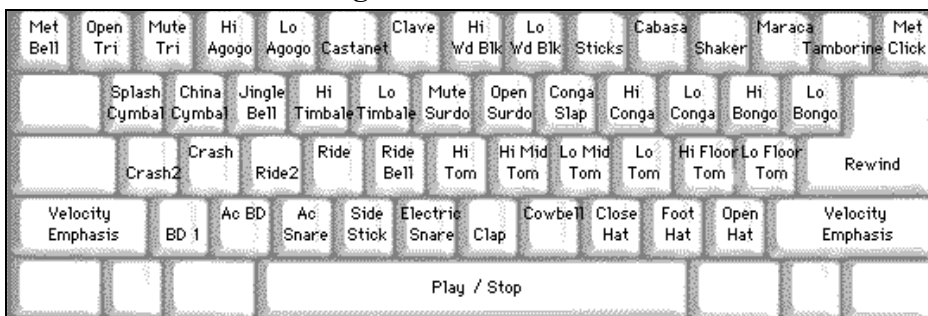 Met Bell Open Tri Mute Tri Hi Agogo Lo Agogo Castanet Clave Hi Wd Blk Lo Wd Blk Sticks Cabasa Shaker Maraca Tamborine Met Click
Splash Cymbal China Cymbal Jingle Bell Hi Timbale Lo Timbale Mute Surdo Open Surdo Conga Slap Hi Conga Lo Conga Hi Bongo Lo Bongo
Crash2 Crash Ride2 Ride Ride Bell Hi Tom Hi Mid Tom Lo Mid Tom Lo Tom Hi Floor Tom Lo Floor Tom Rewind
Velocity Emphasis BD 1 Ac BD Ac Snare Side Stick Electric Snare Clap Cowbell Close Hat Foot Hat Open Hat Velocity Emphasis
Play / Stop